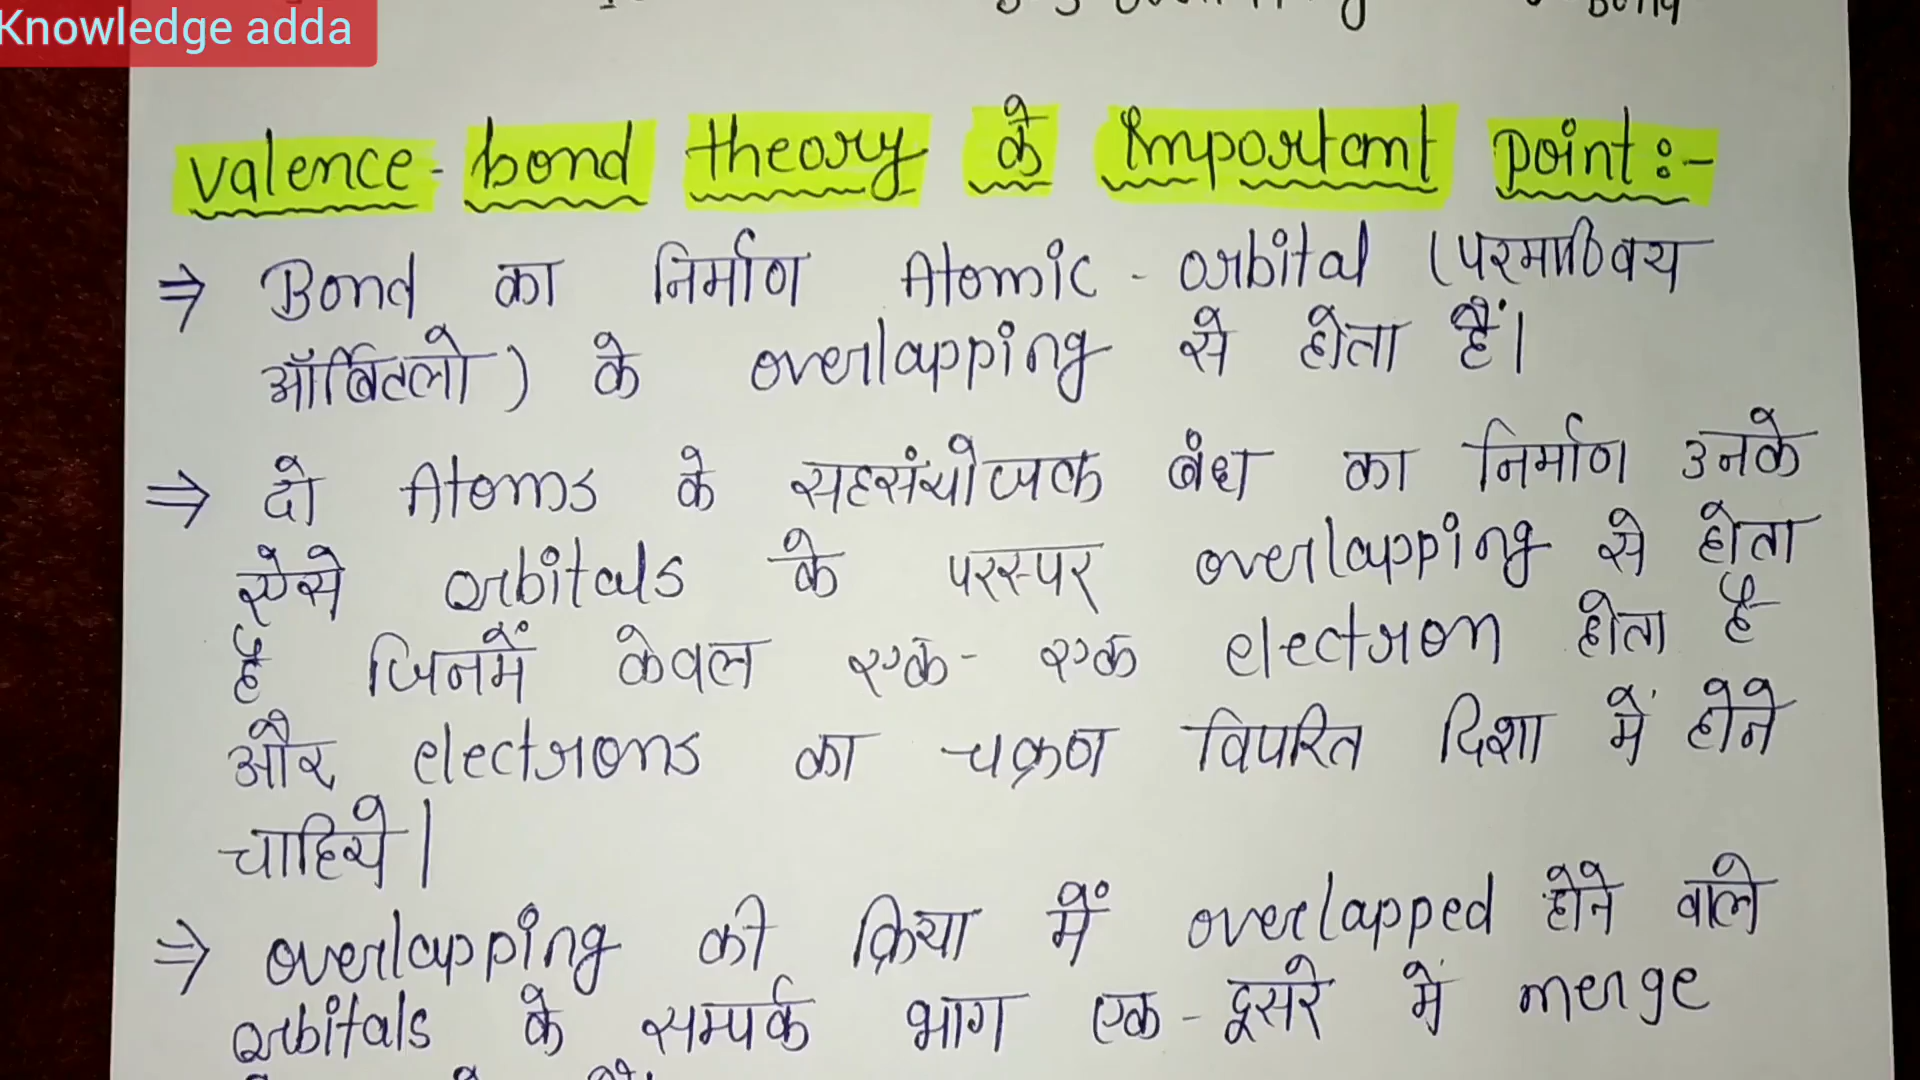 Knowledge adda
Bond
valence-bond theory के Important point:-
⇒ Bond का निर्माण Atomic-orbital (परमाण्विय
ऑर्बिटलो) के overlapping से होता हैं।
⇒ दो Atoms के सहसंयोजक बंध का निर्माण उनके
ऐसे orbitals के परस्पर overlapping से होता
है जिनमें केवल एक-एक electron होता है
और electrons का चक्रण विपरित दिशा में होने
चाहिये।
⇒ overlapping की क्रिया में overlapped होने वाले
orbitals के सम्पर्क भाग एक-दूसरे में merge